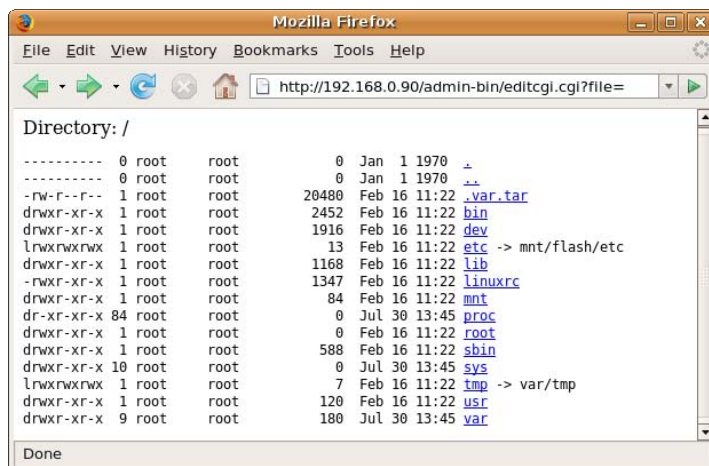 Mozilla Firefox
File Edit View History Bookmarks Tools Help
http://192.168.0.90/admin-bin/editcgi.cgi?file=
Directory: /
---------- 0 root root 0 Jan 1 1970 .
---------- 0 root root 0 Jan 1 1970 ..
-rw-r--r-- 1 root root 20480 Feb 16 11:22 .var.tar
drwxr-xr-x 1 root root 2452 Feb 16 11:22 bin
drwxr-xr-x 1 root root 1916 Feb 16 11:22 dev
lrwxrwxrwx 1 root root 13 Feb 16 11:22 etc -> mnt/flash/etc
drwxr-xr-x 1 root root 1168 Feb 16 11:22 lib
-rwxr-xr-x 1 root root 1347 Feb 16 11:22 linuxrc
drwxr-xr-x 1 root root 84 Feb 16 11:22 mnt
dr-xr-xr-x 84 root root 0 Jul 30 13:45 proc
drwxr-xr-x 1 root root 0 Feb 16 11:22 root
drwxr-xr-x 1 root root 588 Feb 16 11:22 sbin
drwxr-xr-x 10 root root 0 Jul 30 13:45 sys
lrwxrwxrwx 1 root root 7 Feb 16 11:22 tmp -> var/tmp
drwxr-xr-x 1 root root 120 Feb 16 11:22 usr
drwxr-xr-x 9 root root 180 Jul 30 13:45 var
Done